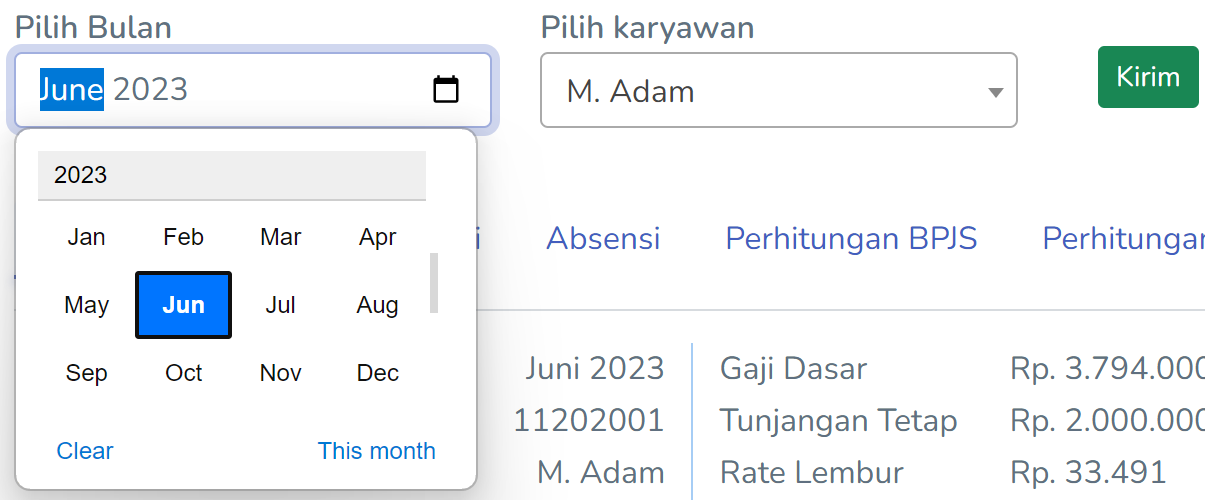 Pilih Bulan
June 2023
Pilih karyawan
M. Adam
Kirim
2023
Jan Feb Mar Apr
May Jun Jul Aug
Sep Oct Nov Dec
Clear This month
Absensi Perhitungan BPJS
Juni 2023 Gaji Dasar Rp. 3.794.000
11202001 Tunjangan Tetap Rp. 2.000.000
M. Adam Rate Lembur Rp. 33.491